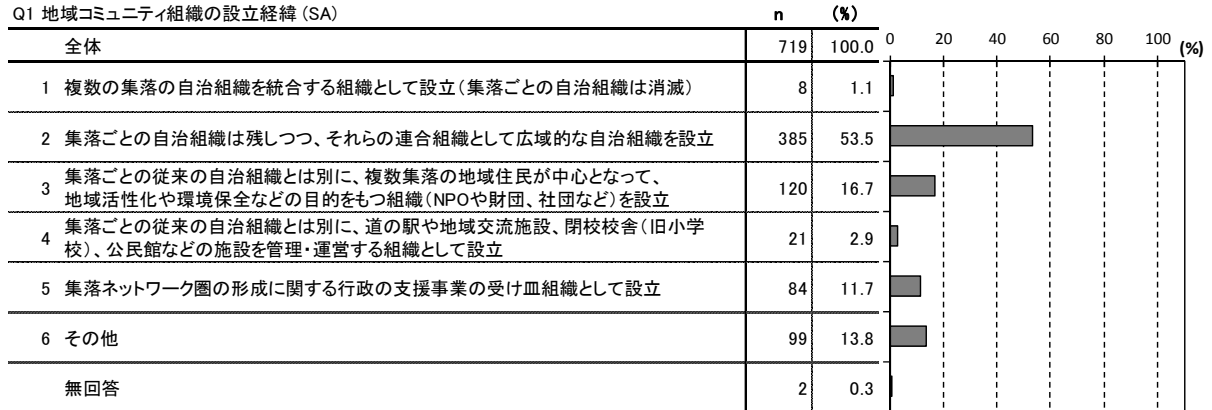 Q1 地域コミュニティ組織の設立経緯 (SA) n (%)
全体 719 100.0 0 20 40 60 80 100 (%)
1 複数の集落の自治組織を統合する組織として設立(集落ごとの自治組織は消滅) 8 1.1
2 集落ごとの自治組織は残しつつ、それらの連合組織として広域的な自治組織を設立 385 53.5
3 集落ごとの従来の自治組織とは別に、複数集落の地域住民が中心となって、
地域活性化や環境保全などの目的をもつ組織(NPOや財団、社団など)を設立 120 16.7
4 集落ごとの従来の自治組織とは別に、道の駅や地域交流施設、閉校校舎(旧小学
校)、公民館などの施設を管理・運営する組織として設立 21 2.9
5 集落ネットワーク圏の形成に関する行政の支援事業の受け皿組織として設立 84 11.7
6 その他 99 13.8
無回答 2 0.3